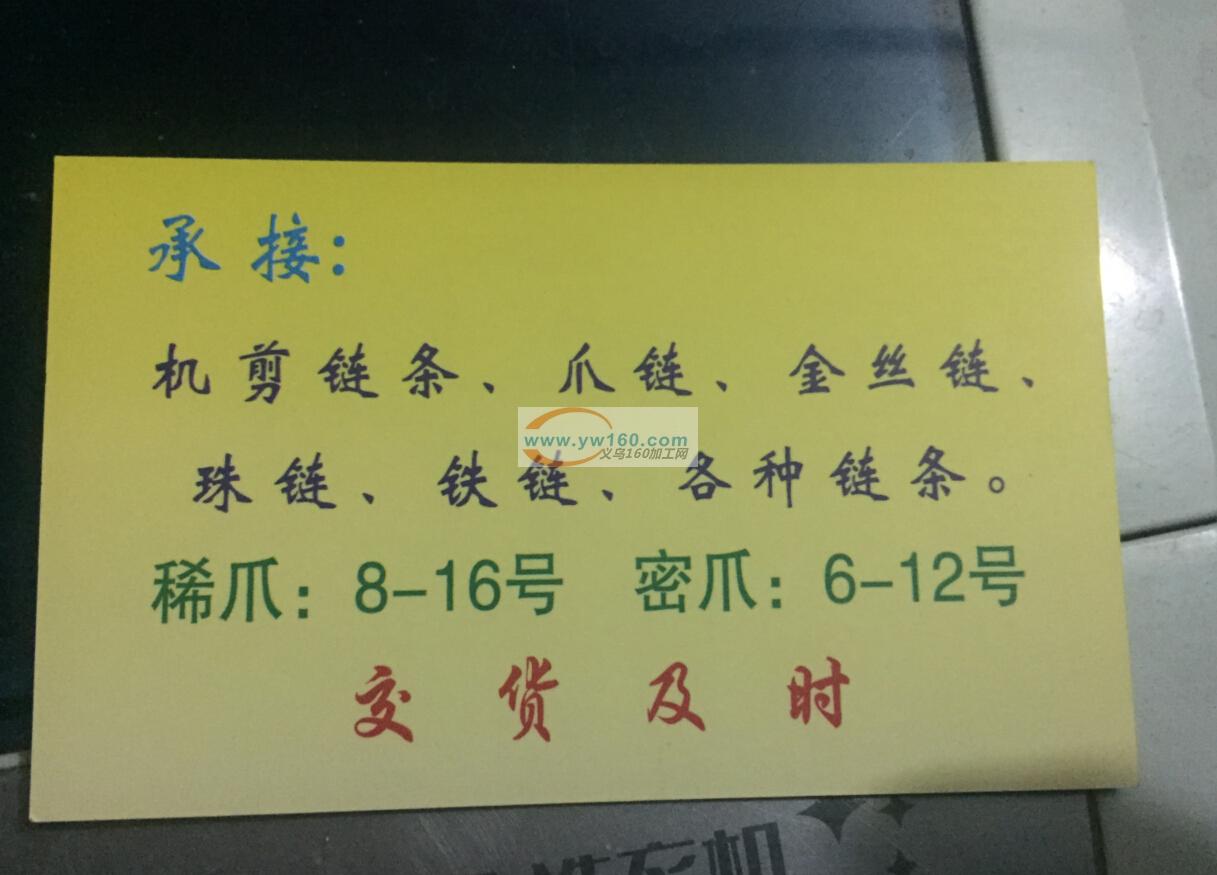 承接：
机剪链条、爪链、金丝链、
www.yw160.com
义乌160加工网
珠链、铁链、各种链条。
稀爪：8-16号 密爪：6-12号
交货及时